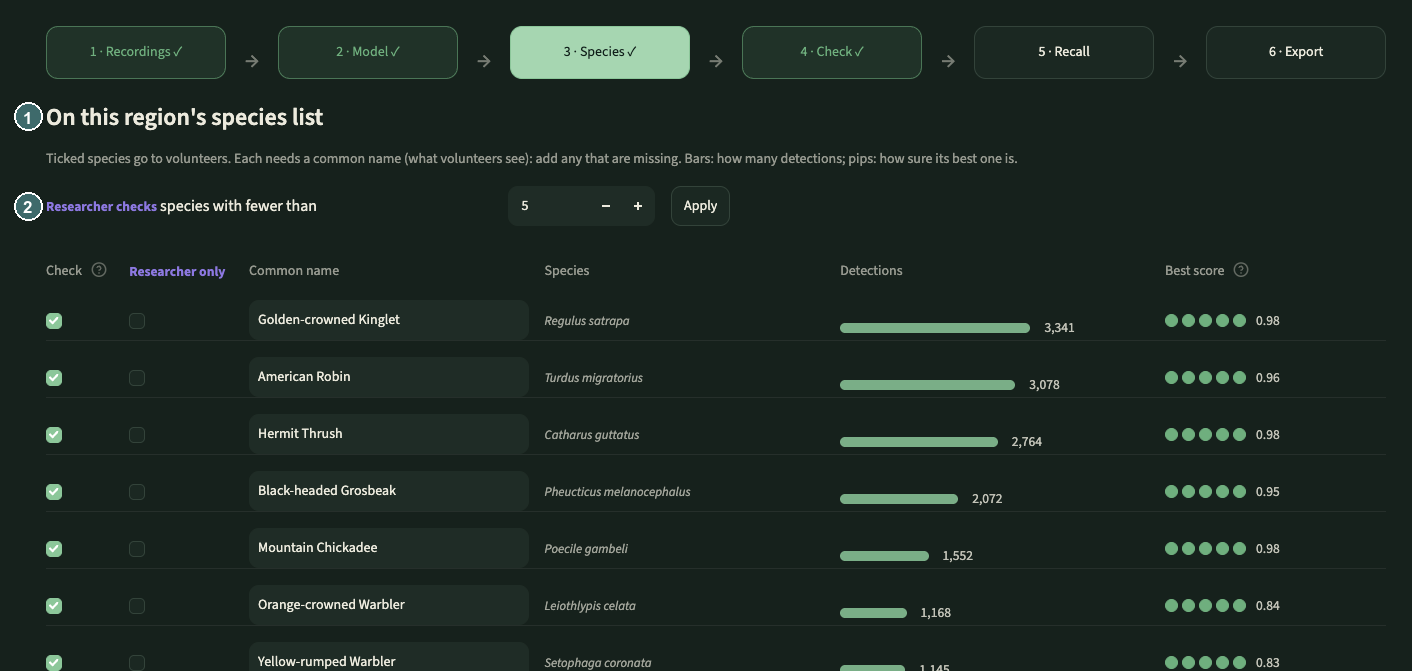 1 · Recordings ✓ → 2 · Model ✓ → 3 · Species ✓ → 4 · Check ✓ → 5 · Recall → 6 · Export
1 On this region's species list
Ticked species go to volunteers. Each needs a common name (what volunteers see): add any that are missing. Bars: how many detections; pips: how sure its best one is.
2 Researcher checks species with fewer than 5 − + Apply
Check ? Researcher only Common name Species Detections Best score ?
Golden-crowned Kinglet Regulus satrapa 3,341 0.98
American Robin Turdus migratorius 3,078 0.96
Hermit Thrush Catharus guttatus 2,764 0.98
Black-headed Grosbeak Pheucticus melanocephalus 2,072 0.95
Mountain Chickadee Poecile gambeli 1,552 0.98
Orange-crowned Warbler Leiothlypis celata 1,168 0.84
Yellow-rumped Warbler Setophaga coronata 1,145 0.83